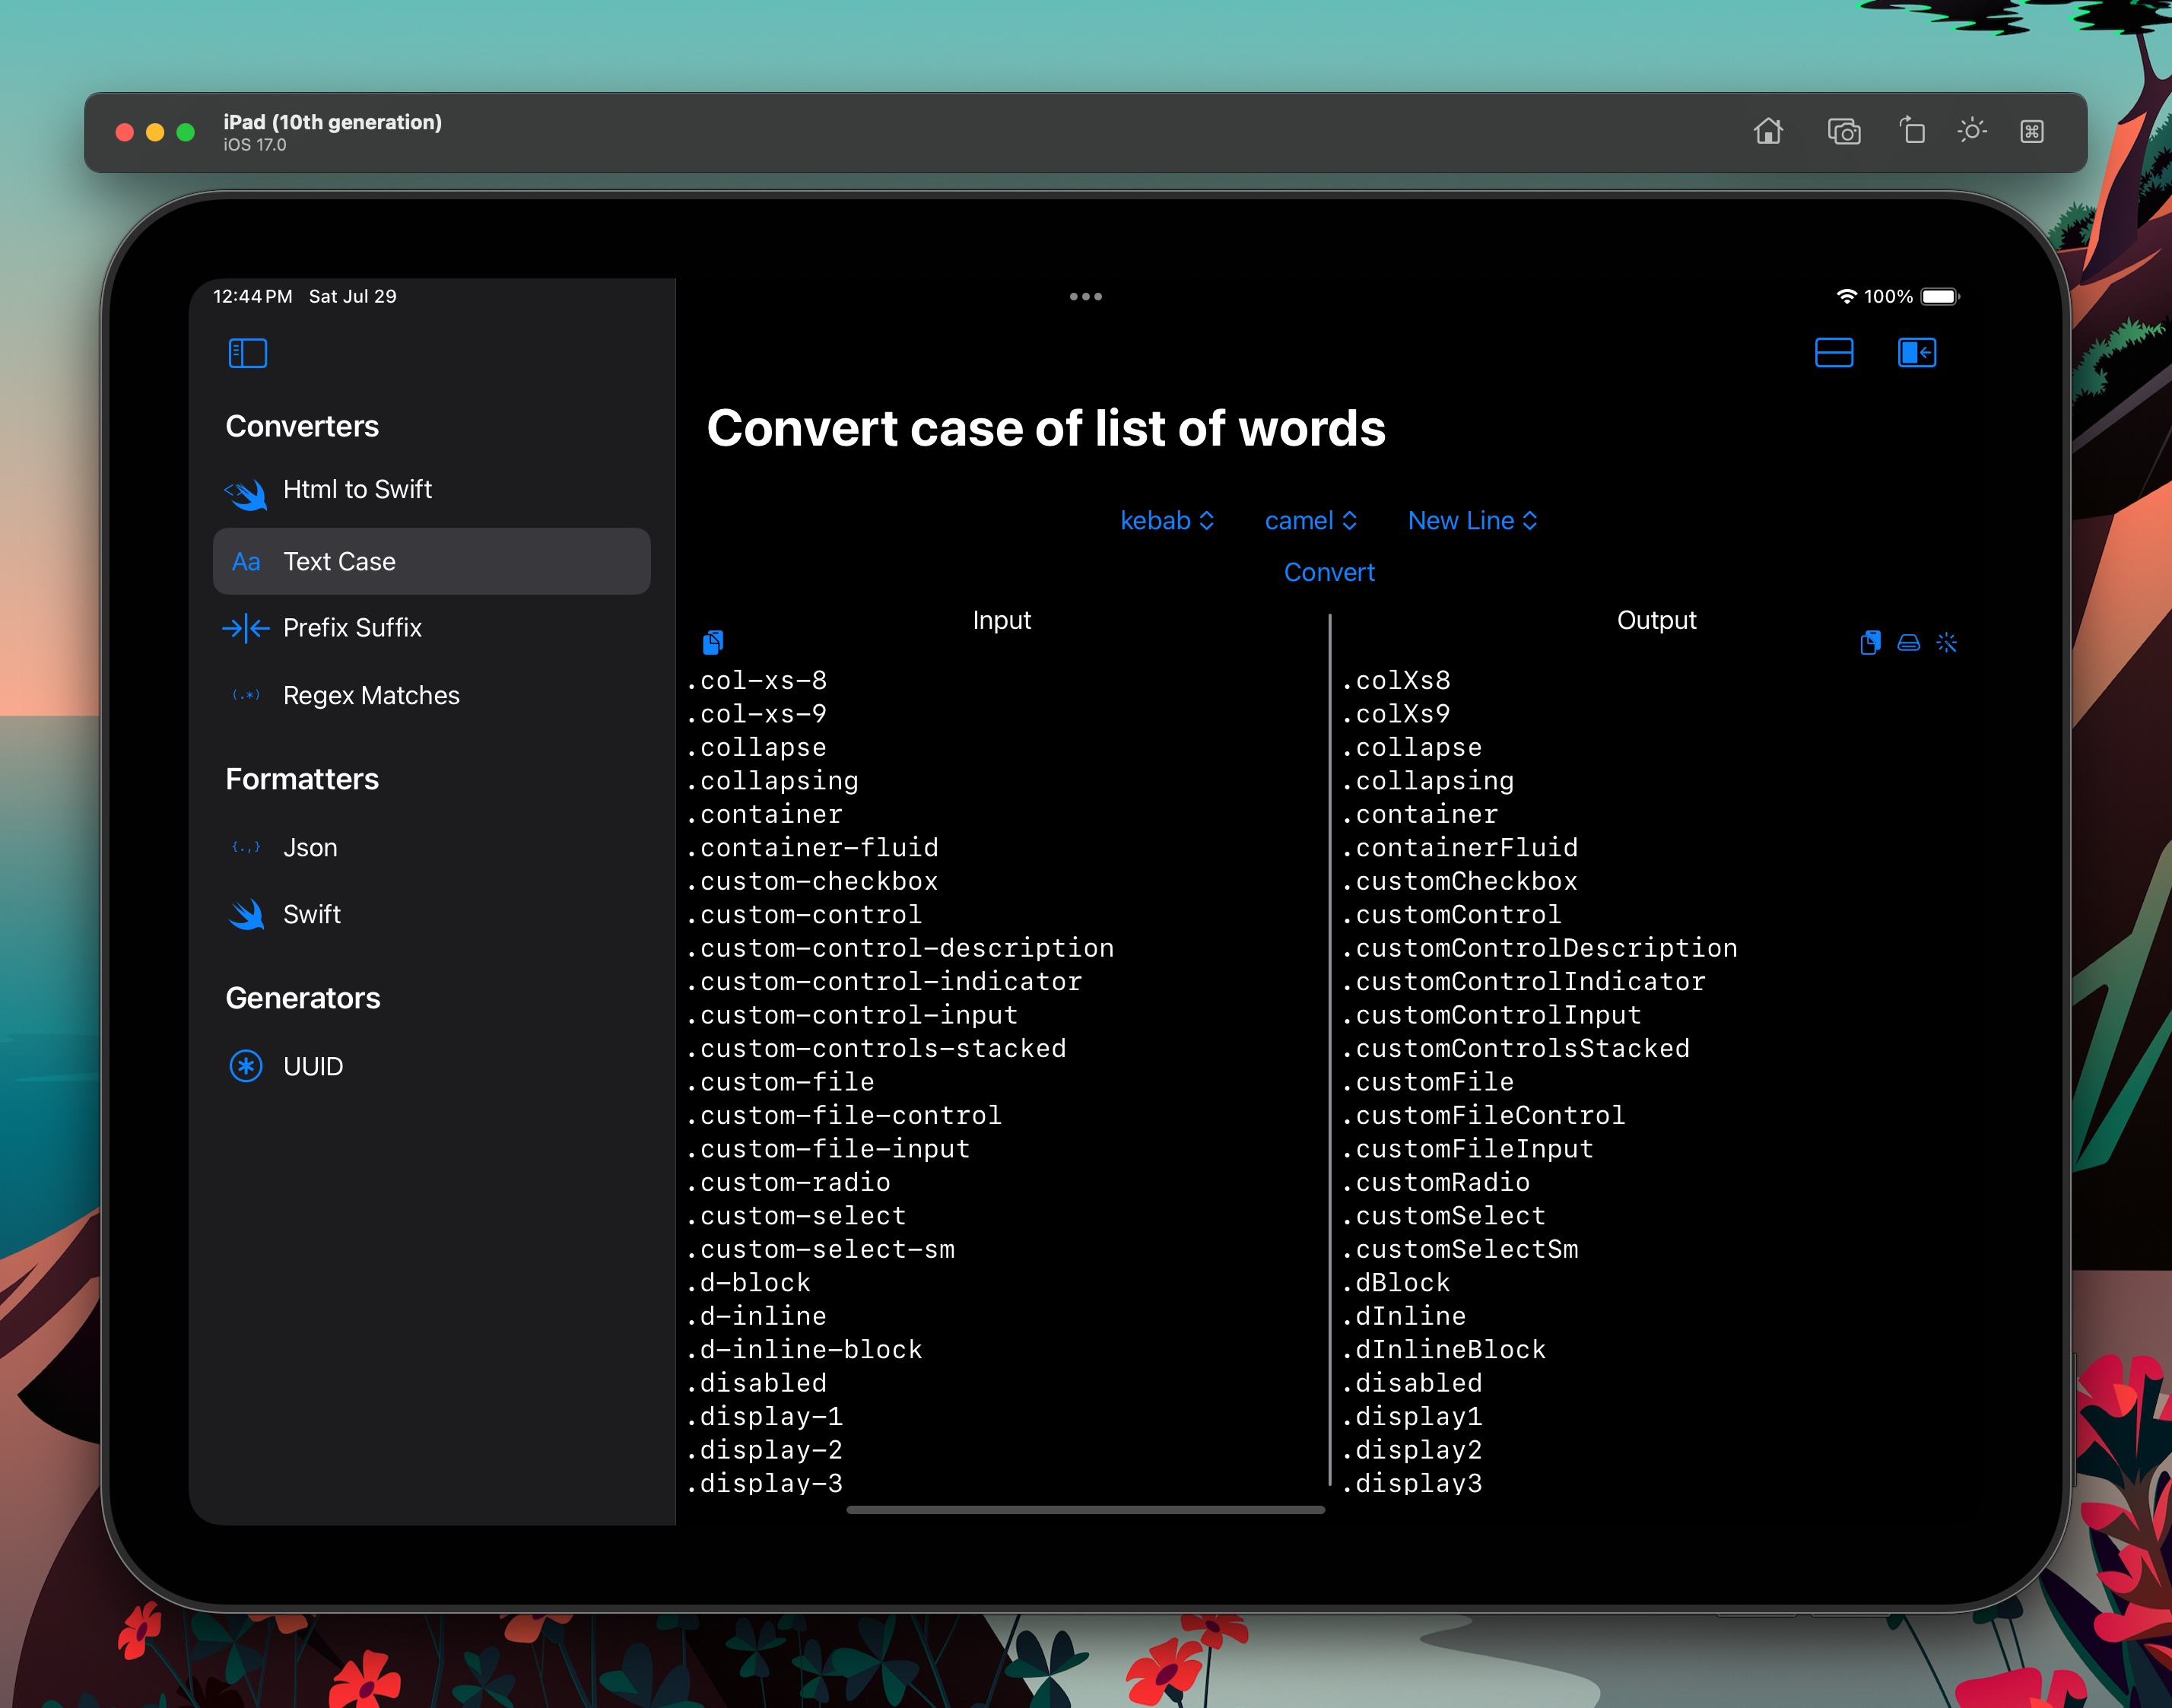 iPad (10th generation)
iOS 17.0
12:44 PM Sat Jul 29
100%
Converters
Html to Swift
Aa Text Case
Prefix Suffix
(.*) Regex Matches
Formatters
{.,} Json
Swift
Generators
UUID
Convert case of list of words
kebab camel New Line
Convert
Input
.col-xs-8
.col-xs-9
.collapse
.collapsing
.container
.container-fluid
.custom-checkbox
.custom-control
.custom-control-description
.custom-control-indicator
.custom-control-input
.custom-controls-stacked
.custom-file
.custom-file-control
.custom-file-input
.custom-radio
.custom-select
.custom-select-sm
.d-block
.d-inline
.d-inline-block
.disabled
.display-1
.display-2
.display-3
Output
.colXs8
.colXs9
.collapse
.collapsing
.container
.containerFluid
.customCheckbox
.customControl
.customControlDescription
.customControlIndicator
.customControlInput
.customControlsStacked
.customFile
.customFileControl
.customFileInput
.customRadio
.customSelect
.customSelectSm
.dBlock
.dInline
.dInlineBlock
.disabled
.display1
.display2
.display3